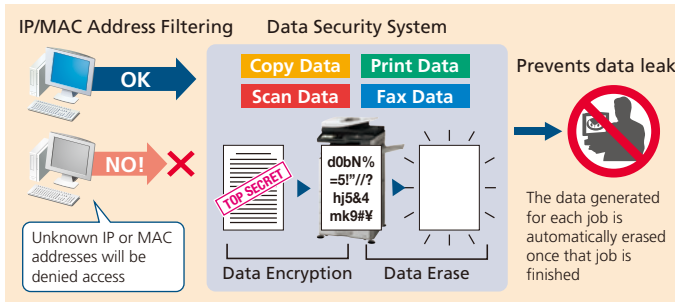 IP/MAC Address Filtering
Data Security System
OK
NO!
Unknown IP or MAC
addresses will be
denied access
Copy Data
Print Data
Scan Data
Fax Data
TOP SECRET
d0bN%
=5!"//?
hj5&4
mk9#¥
Data Encryption
Data Erase
Prevents data leak
The data generated
for each job is
automatically erased
once that job is
finished